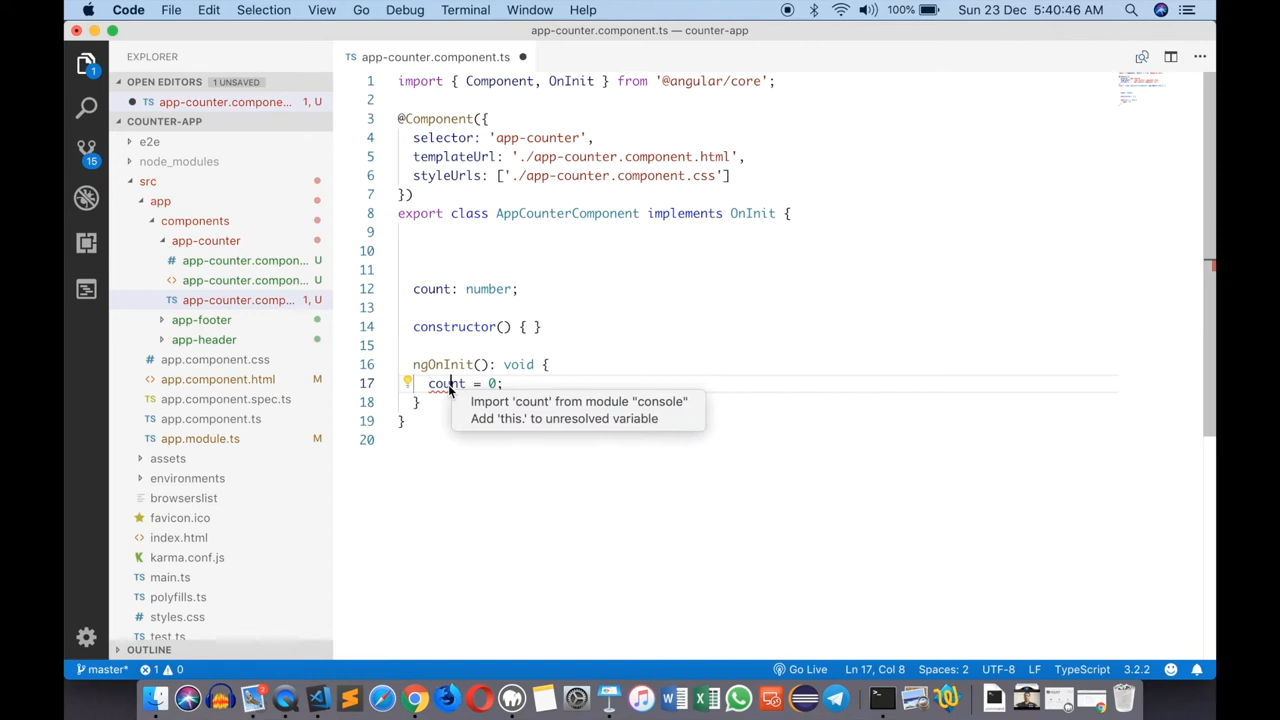 Code File Edit Selection View Go Debug Terminal Window Help 100% Sun 23 Dec 5:40:46 AM
app-counter.component.ts — counter-app
EXPLORER
OPEN EDITORS 1 UNSAVED
app-counter.compone... 1, U
COUNTER-APP
e2e
node_modules
src
app
components
app-counter
app-counter.compon... U
app-counter.compon... U
app-counter.comp... 1, U
app-footer
app-header
app.component.css
app.component.html M
app.component.spec.ts
app.component.ts
app.module.ts M
assets
environments
browserslist
favicon.ico
index.html
karma.conf.js
main.ts
polyfills.ts
styles.css
test.ts
OUTLINE
1
15
app-counter.component.ts
1 import { Component, OnInit } from '@angular/core';
2
3 @Component({
4 selector: 'app-counter',
5 templateUrl: './app-counter.component.html',
6 styleUrls: ['./app-counter.component.css']
7 })
8 export class AppCounterComponent implements OnInit {
9
10
11
12 count: number;
13
14 constructor() { }
15
16 ngOnInit(): void {
17 count = 0;
18 }
19 }
20
Import 'count' from module "console"
Add 'this.' to unresolved variable
master* 1 0 Go Live Ln 17, Col 8 Spaces: 2 UTF-8 LF TypeScript 3.2.2